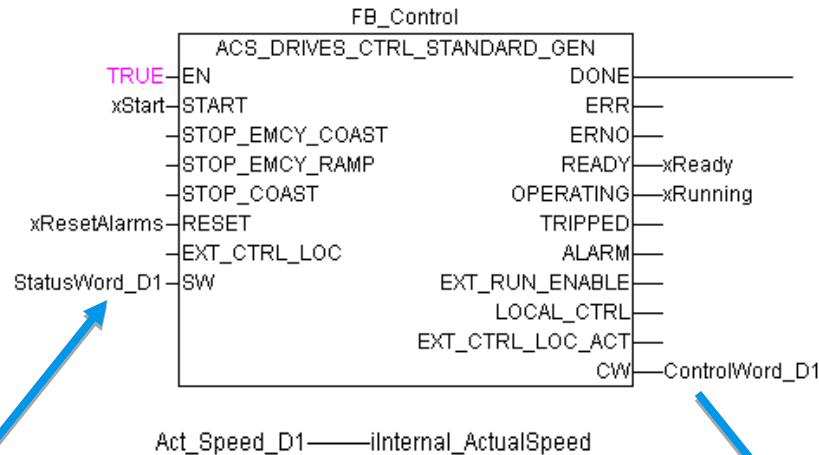 FB_Control
ACS_DRIVES_CTRL_STANDARD_GEN
TRUE EN DONE
xStart START ERR
STOP_EMCY_COAST ERNO
STOP_EMCY_RAMP READY xReady
STOP_COAST OPERATING xRunning
xResetAlarms RESET TRIPPED
EXT_CTRL_LOC ALARM
StatusWord_D1 SW EXT_RUN_ENABLE
LOCAL_CTRL
EXT_CTRL_LOC_ACT
CW ControlWord_D1
Act_Speed_D1 iInternal_ActualSpeed